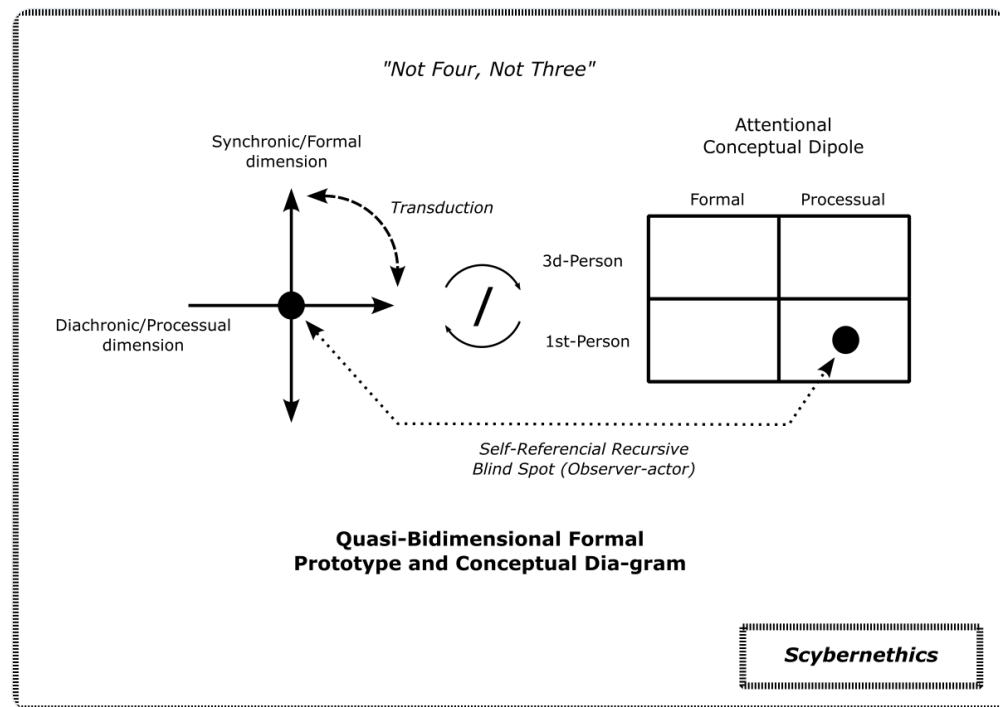 "Not Four, Not Three"
Synchronic/Formal
dimension
Transduction
Diachronic/Processual
dimension
/
Attentional
Conceptual Dipole
Formal Processual
3d-Person
1st-Person
Self-Referencial Recursive
Blind Spot (Observer-actor)
Quasi-Bidimensional Formal
Prototype and Conceptual Dia-gram
Scybernethics